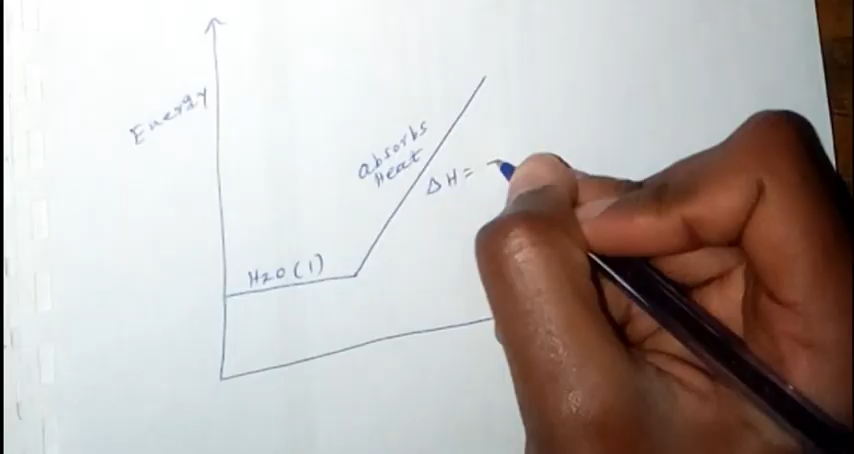 Energy
absorbs
Heat
ΔH =
H2O(l)